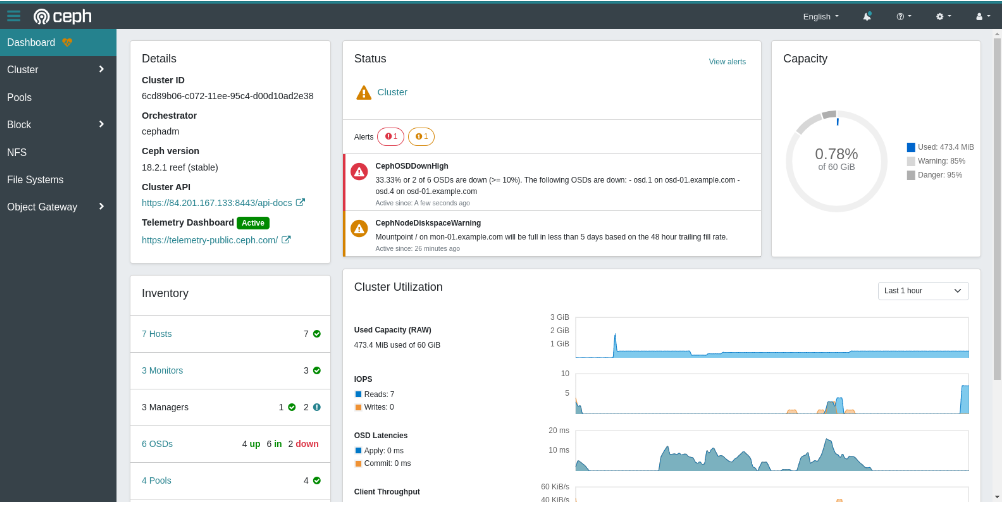 ceph
English
Dashboard
Cluster
Pools
Block
NFS
File Systems
Object Gateway
Details
Cluster ID
6cd89b06-c072-11ee-95c4-d00d10ad2e38
Orchestrator
cephadm
Ceph version
18.2.1 reef (stable)
Cluster API
https://84.201.167.133:8443/api-docs
Telemetry Dashboard Active
https://telemetry-public.ceph.com/
Status
View alerts
Cluster
Alerts 1 1
CephOSDDownHigh
33.33% or 2 of 6 OSDs are down (>= 10%). The following OSDs are down: - osd.1 on osd-01.example.com -
osd.4 on osd-01.example.com
Active since: A few seconds ago
CephNodeDiskspaceWarning
Mountpoint / on mon-01.example.com will be full in less than 5 days based on the 48 hour trailing fill rate.
Active since: 26 minutes ago
Capacity
0.78%
of 60 GiB
Used: 473.4 MiB
Warning: 85%
Danger: 95%
Inventory
7 Hosts 7
3 Monitors 3
3 Managers 1 2
6 OSDs 4 up 6 in 2 down
4 Pools 4
Cluster Utilization
Last 1 hour
Used Capacity (RAW)
473.4 MiB used of 60 GiB
3 GiB
2 GiB
1 GiB
IOPS
Reads: 7
Writes: 0
10
5
OSD Latencies
Apply: 0 ms
Commit: 0 ms
20 ms
10 ms
Client Throughput
60 KiB/s
40 KiB/s